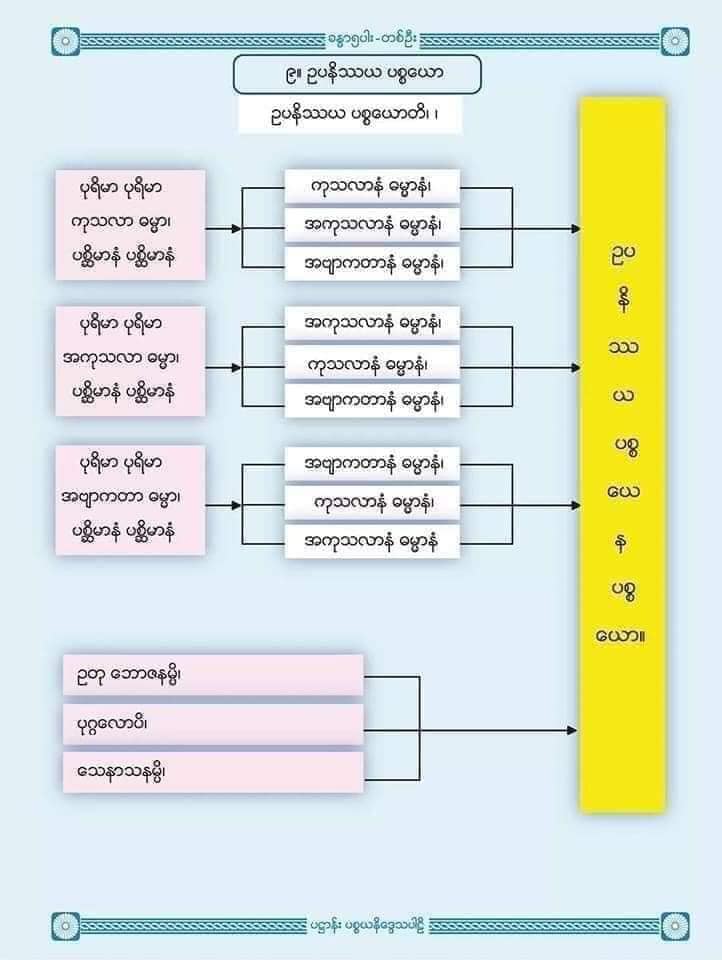 ခန္ဓာ၅ပါး-တစ်ဦး
၉။ ဥပနိဿယ ပစ္စယော
ဥပနိဿယ ပစ္စယောတိ၊ ၊
ပုရိမာ ပုရိမာ
ကုသလာ ဓမ္မာ၊
ပစ္ဆိမာနံ ပစ္ဆိမာနံ
ကုသလာနံ ဓမ္မာနံ၊
အကုသလာနံ ဓမ္မာနံ၊
အဗျာကတာနံ ဓမ္မာနံ၊
ပုရိမာ ပုရိမာ
အကုသလာ ဓမ္မာ၊
ပစ္ဆိမာနံ ပစ္ဆိမာနံ
အကုသလာနံ ဓမ္မာနံ၊
ကုသလာနံ ဓမ္မာနံ၊
အဗျာကတာနံ ဓမ္မာနံ၊
ပုရိမာ ပုရိမာ
အဗျာကတာ ဓမ္မာ၊
ပစ္ဆိမာနံ ပစ္ဆိမာနံ
အဗျာကတာနံ ဓမ္မာနံ၊
ကုသလာနံ ဓမ္မာနံ၊
အကုသလာနံ ဓမ္မာနံ
ဥတု ဘောဇနမ္ပိ၊
ပုဂ္ဂလောပိ၊
သေနာသနမ္ပိ၊
ဥပ
နိ
ဿ
ယ
ပစ္စ
ယေ
န
ပစ္စ
ယော။
ပဋ္ဌာန်း ပစ္စယနိဒ္ဒေသပါဠိ